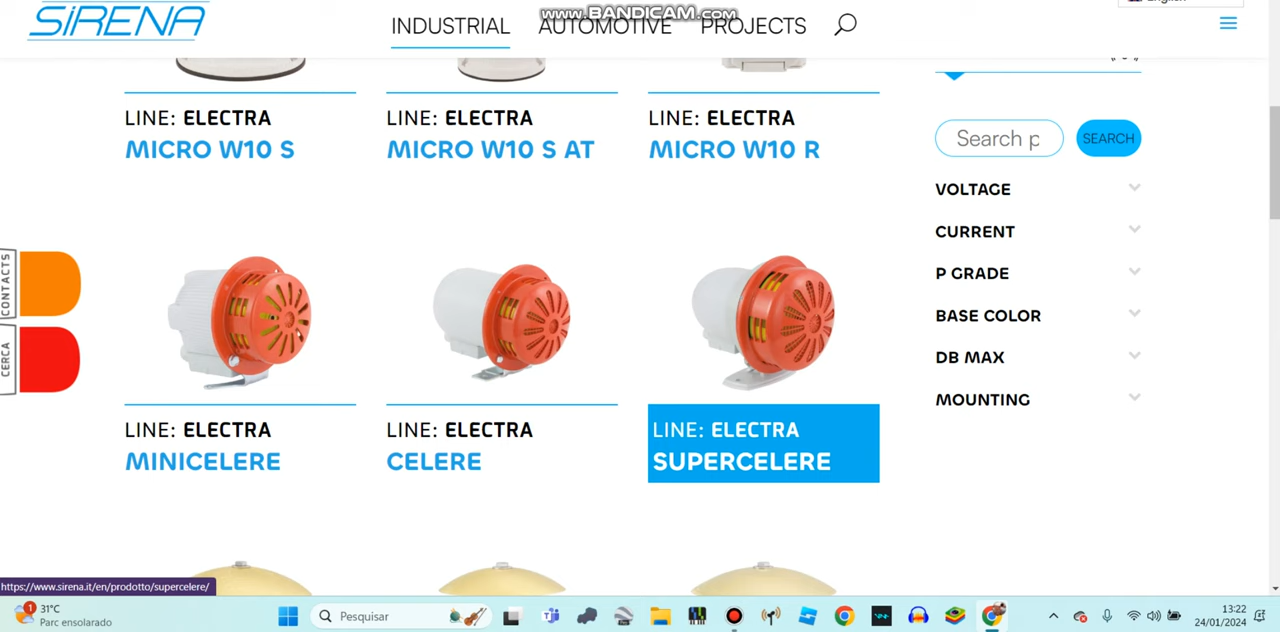 www.BANDICAM.com
English
SiRENA
INDUSTRIAL
AUTOMOTIVE
PROJECTS
LINE: ELECTRA
MICRO W10 S
LINE: ELECTRA
MICRO W10 S AT
LINE: ELECTRA
MICRO W10 R
Search p
SEARCH
VOLTAGE
CURRENT
P GRADE
BASE COLOR
DB MAX
MOUNTING
CONTACTS
CERCA
LINE: ELECTRA
MINICELERE
LINE: ELECTRA
CELERE
LINE: ELECTRA
SUPERCELERE
https://www.sirena.it/en/prodotto/supercelere/
1
31°C
Parc ensolarado
Pesquisar
13:22
24/01/2024